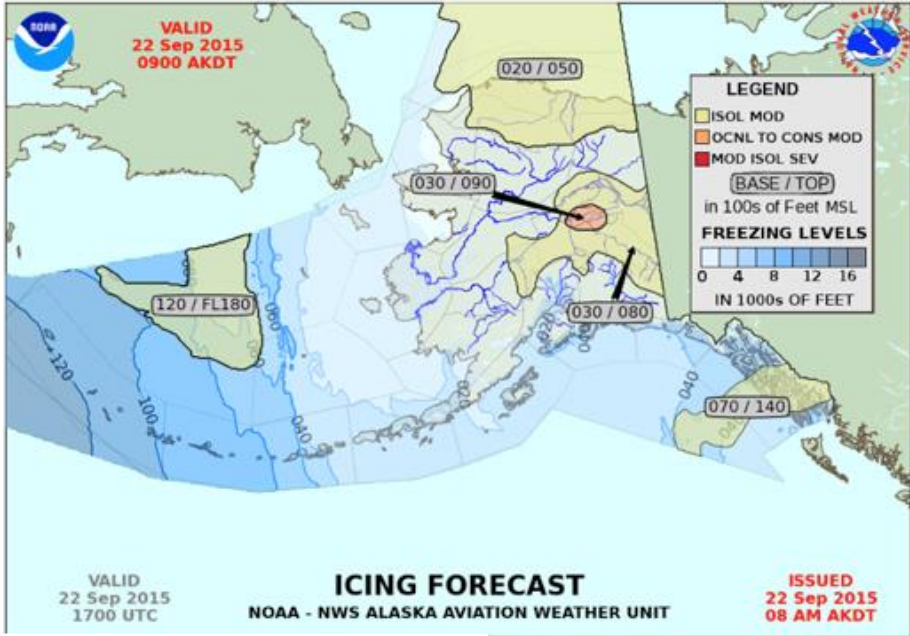 NOAA
VALID
22 Sep 2015
0900 AKDT
020 / 050
LEGEND
ISOL MOD
OCNL TO CONS MOD
MOD ISOL SEV
BASE / TOP
in 100s of Feet MSL
FREEZING LEVELS
0 4 8 12 16
IN 1000s OF FEET
030 / 090
120 / FL180
030 / 080
070 / 140
120
100
080
040
020
020
040
040
VALID
22 Sep 2015
1700 UTC
ICING FORECAST
NOAA - NWS ALASKA AVIATION WEATHER UNIT
ISSUED
22 Sep 2015
08 AM AKDT